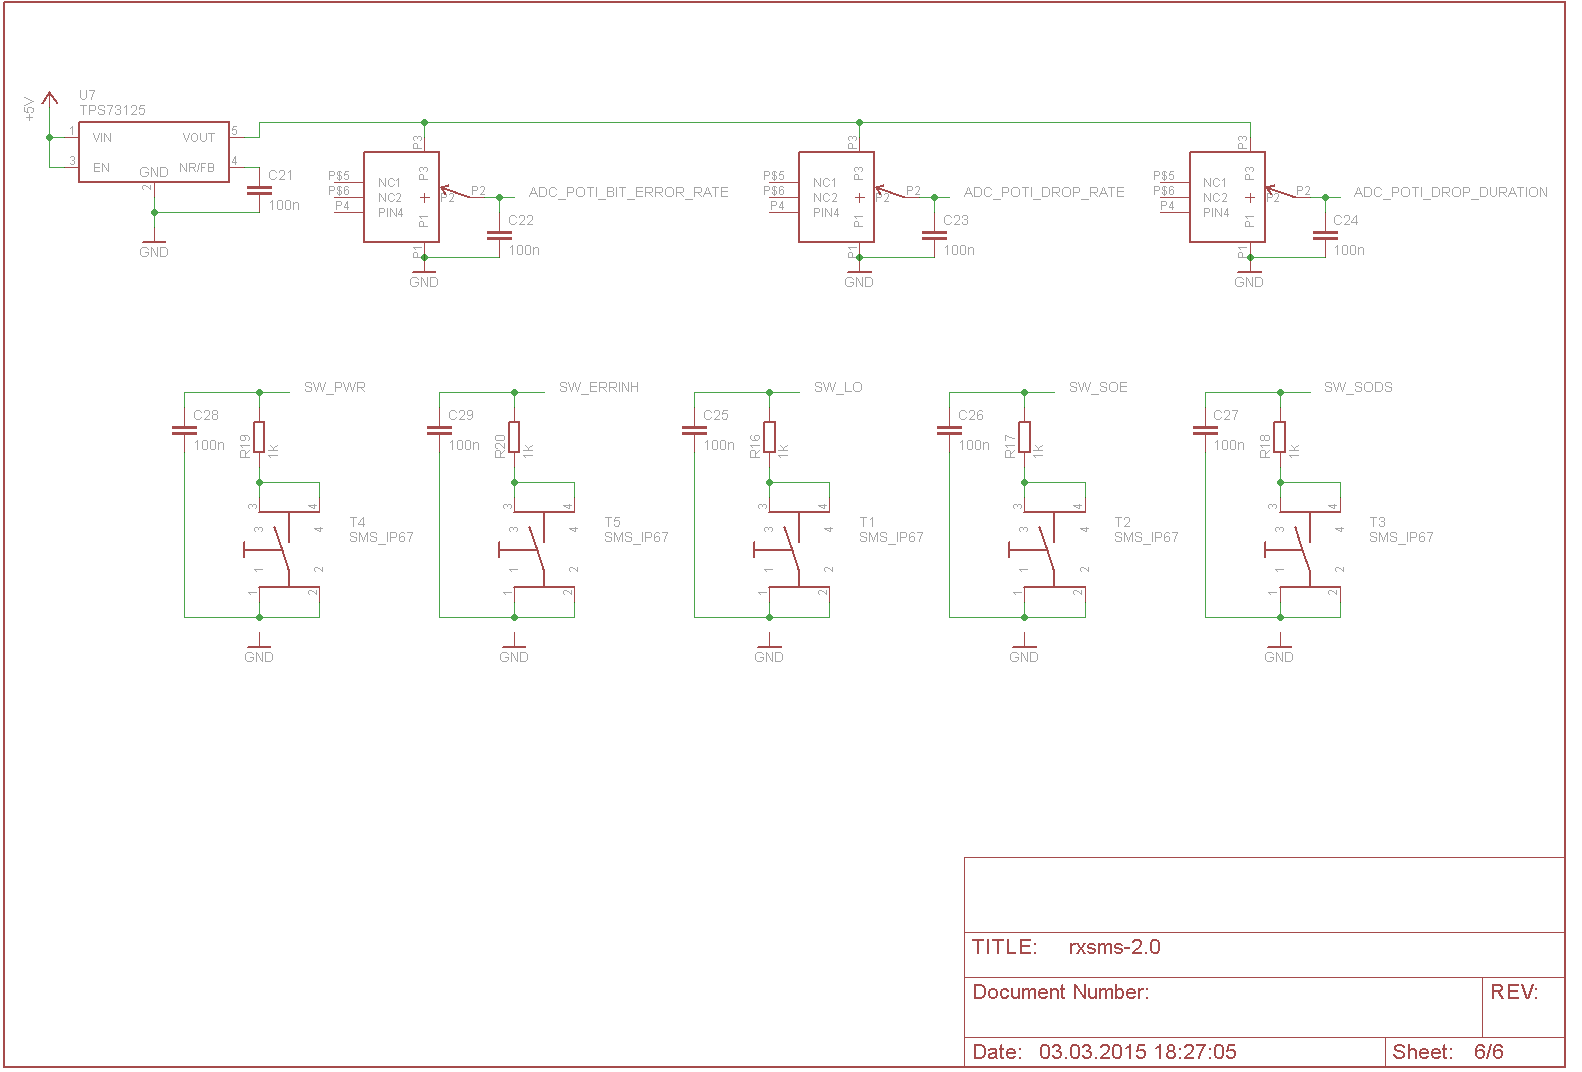 +5V
U7
TPS73125
1 VIN VOUT 5
3 EN GND NR/FB 4
2
C21
100n
GND
P3
P$5 NC1 P3
P$6 NC2 + P2 P2 ADC_POTI_BIT_ERROR_RATE
P4 PIN4 P1
C22
100n
P1
GND
P3
P$5 NC1 P3
P$6 NC2 + P2 P2 ADC_POTI_DROP_RATE
P4 PIN4 P1
C23
100n
P1
GND
P3
P$5 NC1 P3
P$6 NC2 + P2 P2 ADC_POTI_DROP_DURATION
P4 PIN4 P1
C24
100n
P1
GND
SW_PWR
C28
100n
R19
1k
3 4
3 4
T4
SMS_IP67
1 2
1 2
GND
SW_ERRINH
C29
100n
R20
1k
3 4
3 4
T5
SMS_IP67
1 2
1 2
GND
SW_LO
C25
100n
R16
1k
3 4
3 4
T1
SMS_IP67
1 2
1 2
GND
SW_SOE
C26
100n
R17
1k
3 4
3 4
T2
SMS_IP67
1 2
1 2
GND
SW_SODS
C27
100n
R18
1k
3 4
3 4
T3
SMS_IP67
1 2
1 2
GND
TITLE: rxsms-2.0
Document Number:
REV:
Date: 03.03.2015 18:27:05
Sheet: 6/6